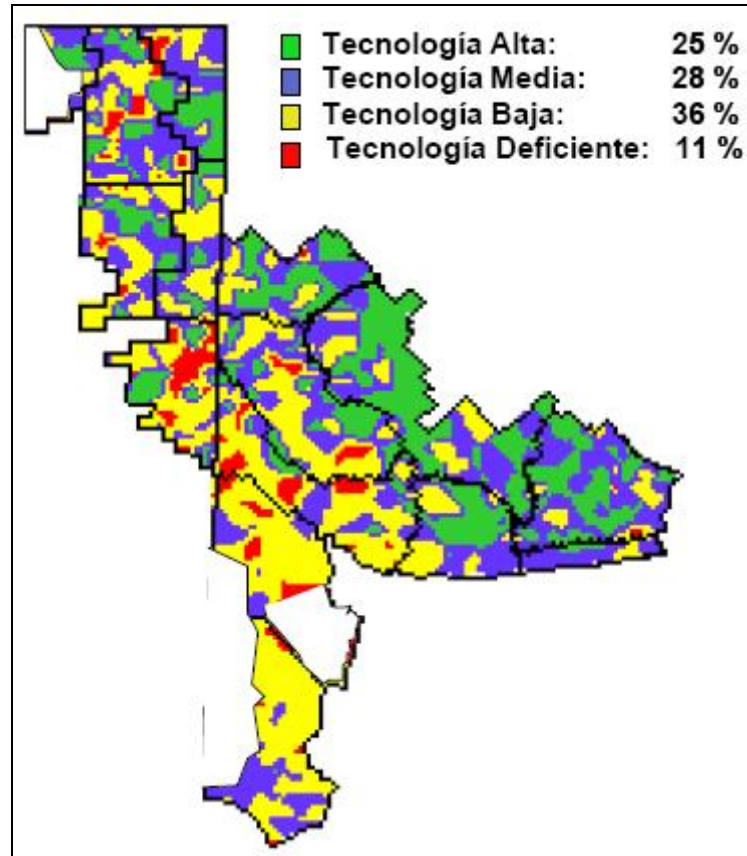 Tecnología Alta: 25 %
Tecnología Media: 28 %
Tecnología Baja: 36 %
Tecnología Deficiente: 11 %